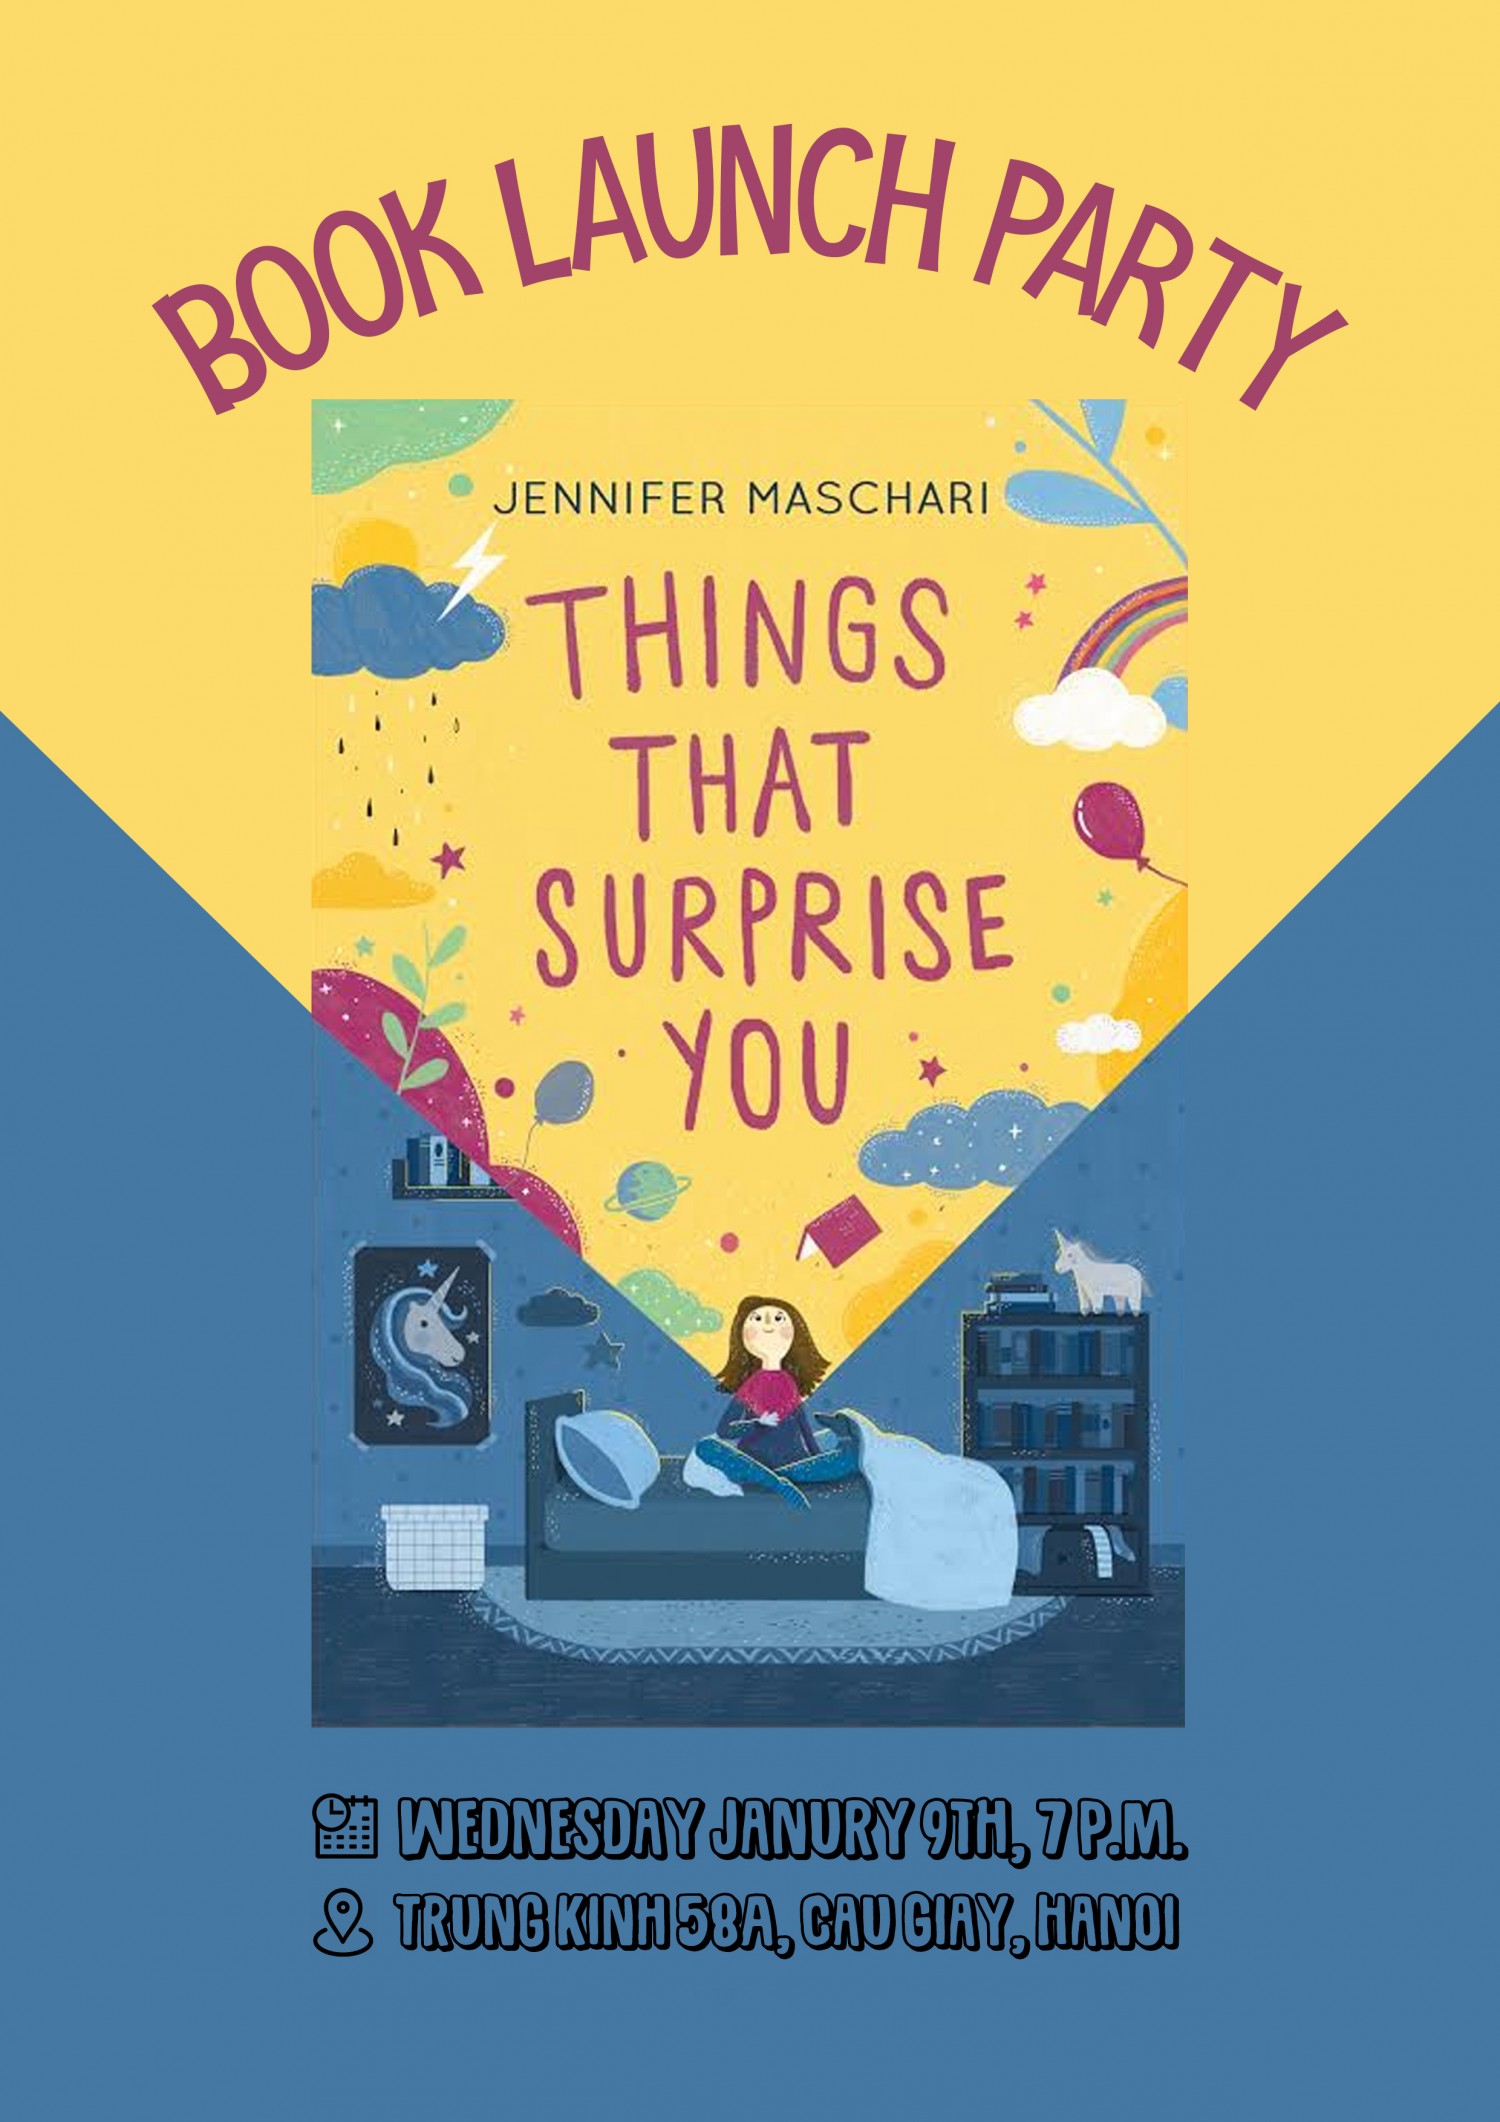 BOOK LAUNCH PARTY
JENNIFER MASCHARI
THINGS
THAT
SURPRISE
YOU
WEDNESDAY JANURY 9TH, 7 P.M.
TRUNG KINH 58A, CAU GIAY, HANOI